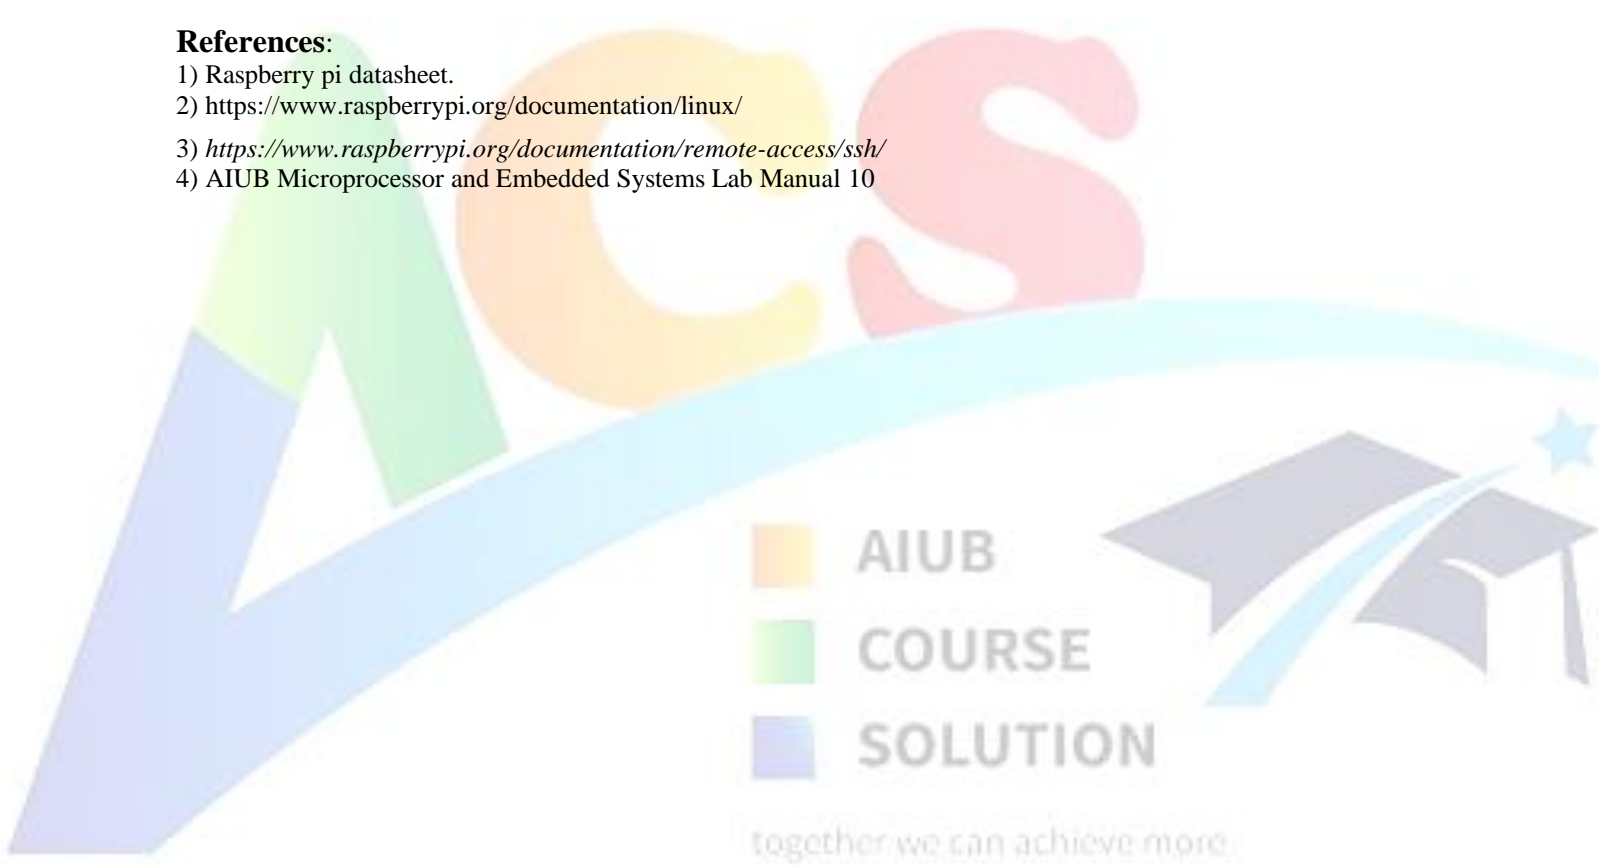 References:
1) Raspberry pi datasheet.
2) https://www.raspberrypi.org/documentation/linux/
3) https://www.raspberrypi.org/documentation/remote-access/ssh/
4) AIUB Microprocessor and Embedded Systems Lab Manual 10
ACS
AIUB
COURSE
SOLUTION
together we can achieve more